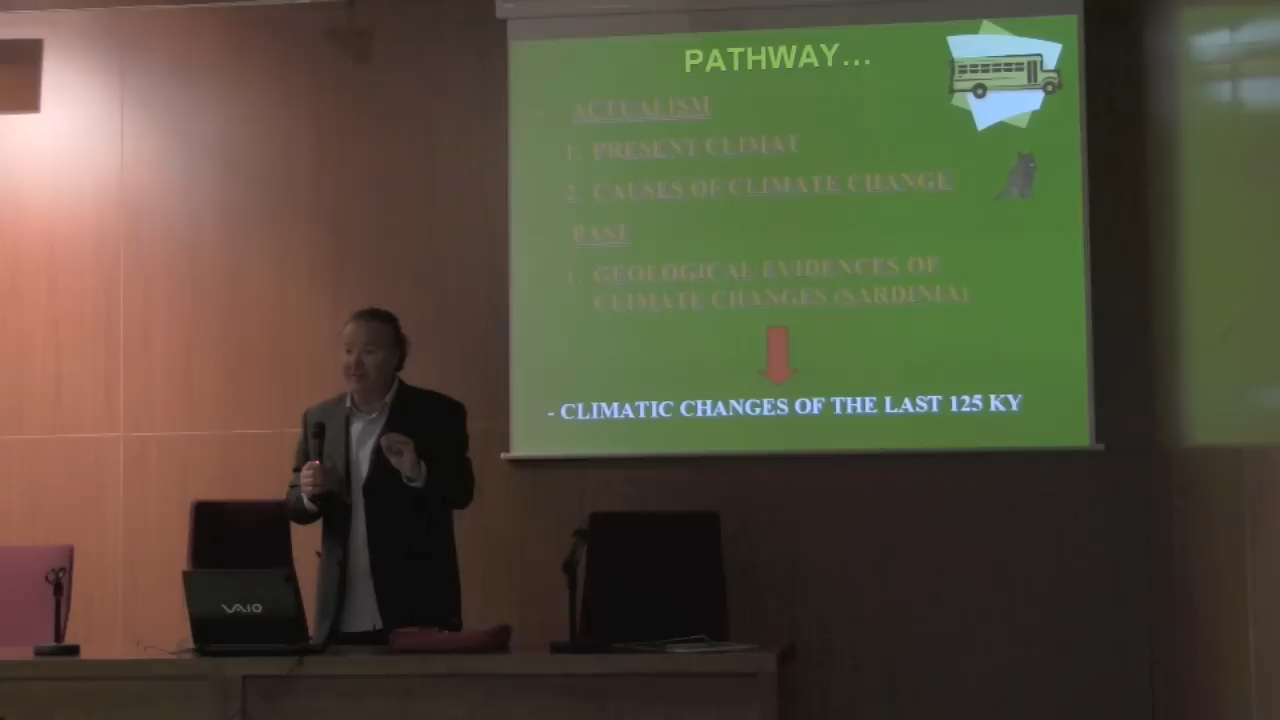 PATHWAY...
ACTUALISM
1. PRESENT CLIMAT
2. CAUSES OF CLIMATE CHANGE
PAST
1. GEOLOGICAL EVIDENCES OF
CLIMATE CHANGES (SARDINIA)
- CLIMATIC CHANGES OF THE LAST 125 KY
VAIO